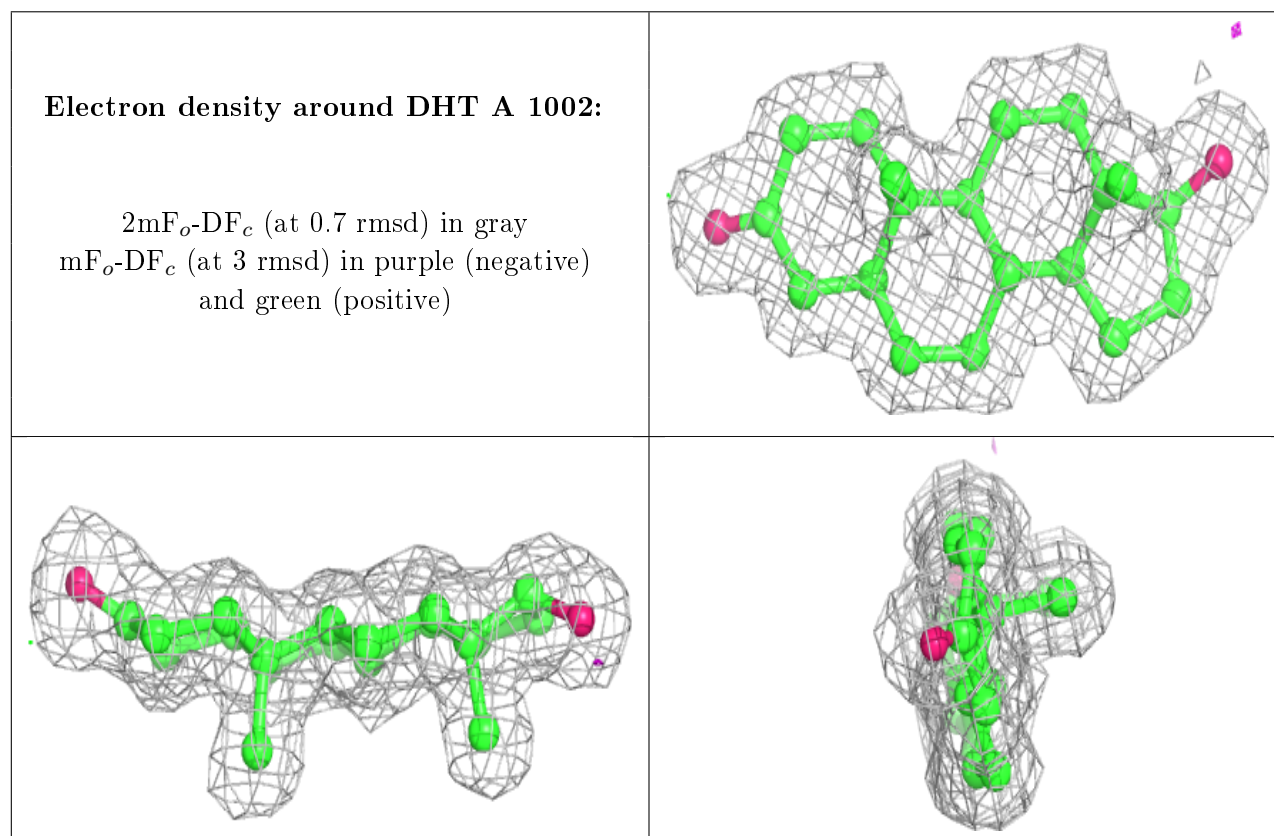 Electron density around DHT A 1002:
2mFo-DFc (at 0.7 rmsd) in gray
mFo-DFc (at 3 rmsd) in purple (negative)
and green (positive)